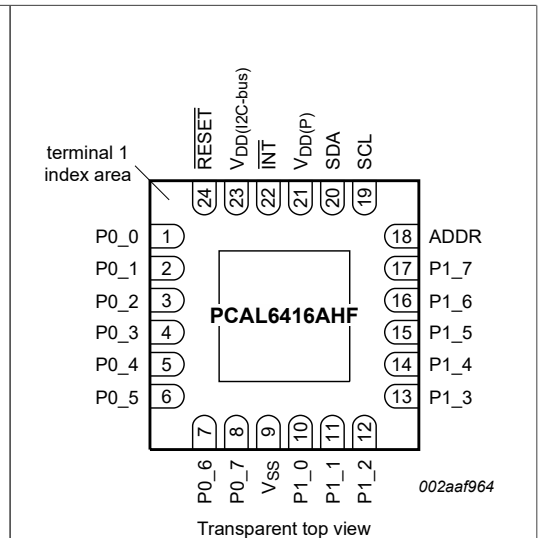 RESET
VDD(I2C-bus)
INT
VDD(P)
SDA
SCL
terminal 1
index area
24 23 22 21 20 19
P0_0 1 18 ADDR
P0_1 2 17 P1_7
P0_2 3 16 P1_6
PCAL6416AHF
P0_3 4 15 P1_5
P0_4 5 14 P1_4
P0_5 6 13 P1_3
7 8 9 10 11 12
P0_6
P0_7
VSS
P1_0
P1_1
P1_2
002aaf964
Transparent top view